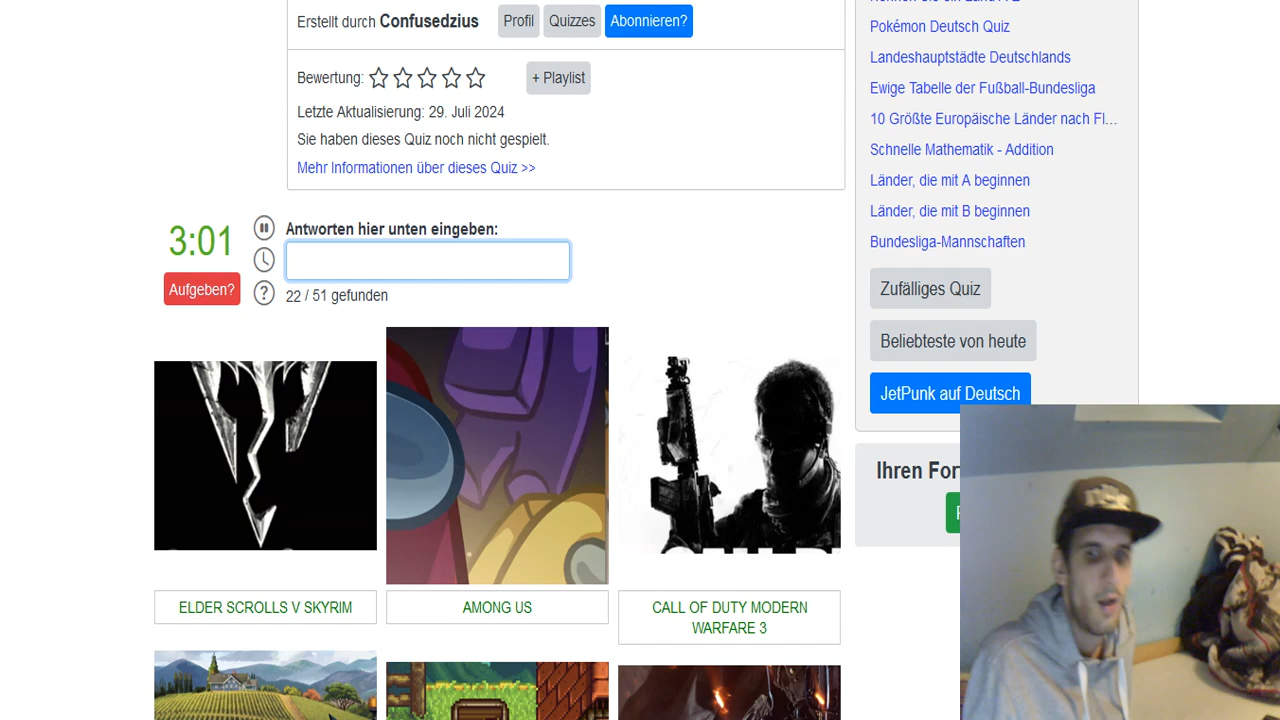 Erstellt durch Confusedzius Profil Quizzes Abonnieren?
Bewertung: + Playlist
Letzte Aktualisierung: 29. Juli 2024
Sie haben dieses Quiz noch nicht gespielt.
Mehr Informationen über dieses Quiz >>
3:01
Aufgeben?
Antworten hier unten eingeben:
?
22 / 51 gefunden
ELDER SCROLLS V SKYRIM
AMONG US
CALL OF DUTY MODERN
WARFARE 3
Pokémon Deutsch Quiz
Landeshauptstädte Deutschlands
Ewige Tabelle der Fußball-Bundesliga
10 Größte Europäische Länder nach Fl...
Schnelle Mathematik - Addition
Länder, die mit A beginnen
Länder, die mit B beginnen
Bundesliga-Mannschaften
Zufälliges Quiz
Beliebteste von heute
JetPunk auf Deutsch
Ihren For